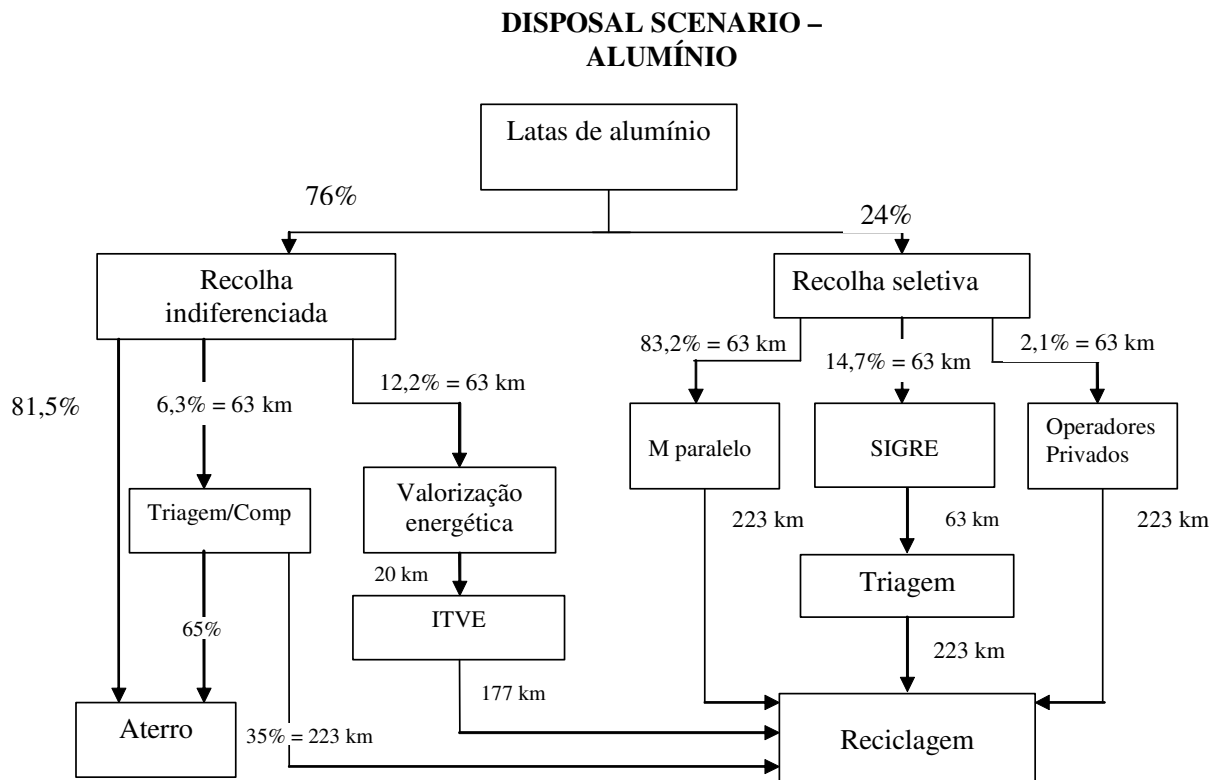 DISPOSAL SCENARIO –
ALUMÍNIO
Latas de alumínio
76%
24%
Recolha
indiferenciada
Recolha seletiva
83,2% = 63 km
14,7% = 63 km
2,1% = 63 km
81,5%
6,3% = 63 km
12,2% = 63 km
M paralelo
SIGRE
Operadores
Privados
Triagem/Comp
Valorização
energética
223 km
63 km
223 km
20 km
Triagem
65%
ITVE
223 km
177 km
Aterro
35% = 223 km
Reciclagem